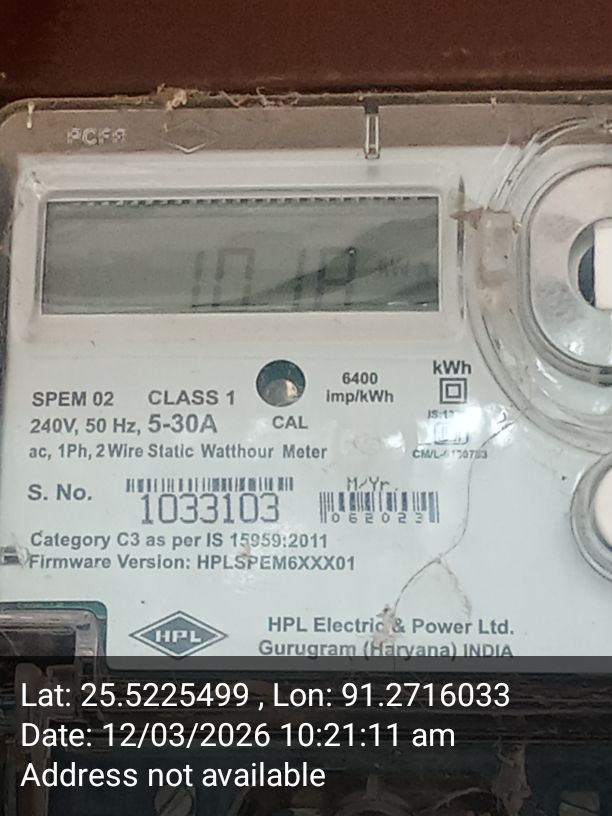 SPEM 02 CLASS 1
6400
imp/kWh
kWh
240V, 50 Hz, 5-30A
CAL
ac, 1Ph, 2 Wire Static Watthour Meter
S. No.
1033103
M/Yr.
062023
Category C3 as per IS 15959:2011
Firmware Version: HPLSPEM6XXX01
HPL
HPL Electric & Power Ltd.
Gurugram (Haryana) INDIA
Lat: 25.5225499 , Lon: 91.2716033
Date: 12/03/2026 10:21:11 am
Address not available